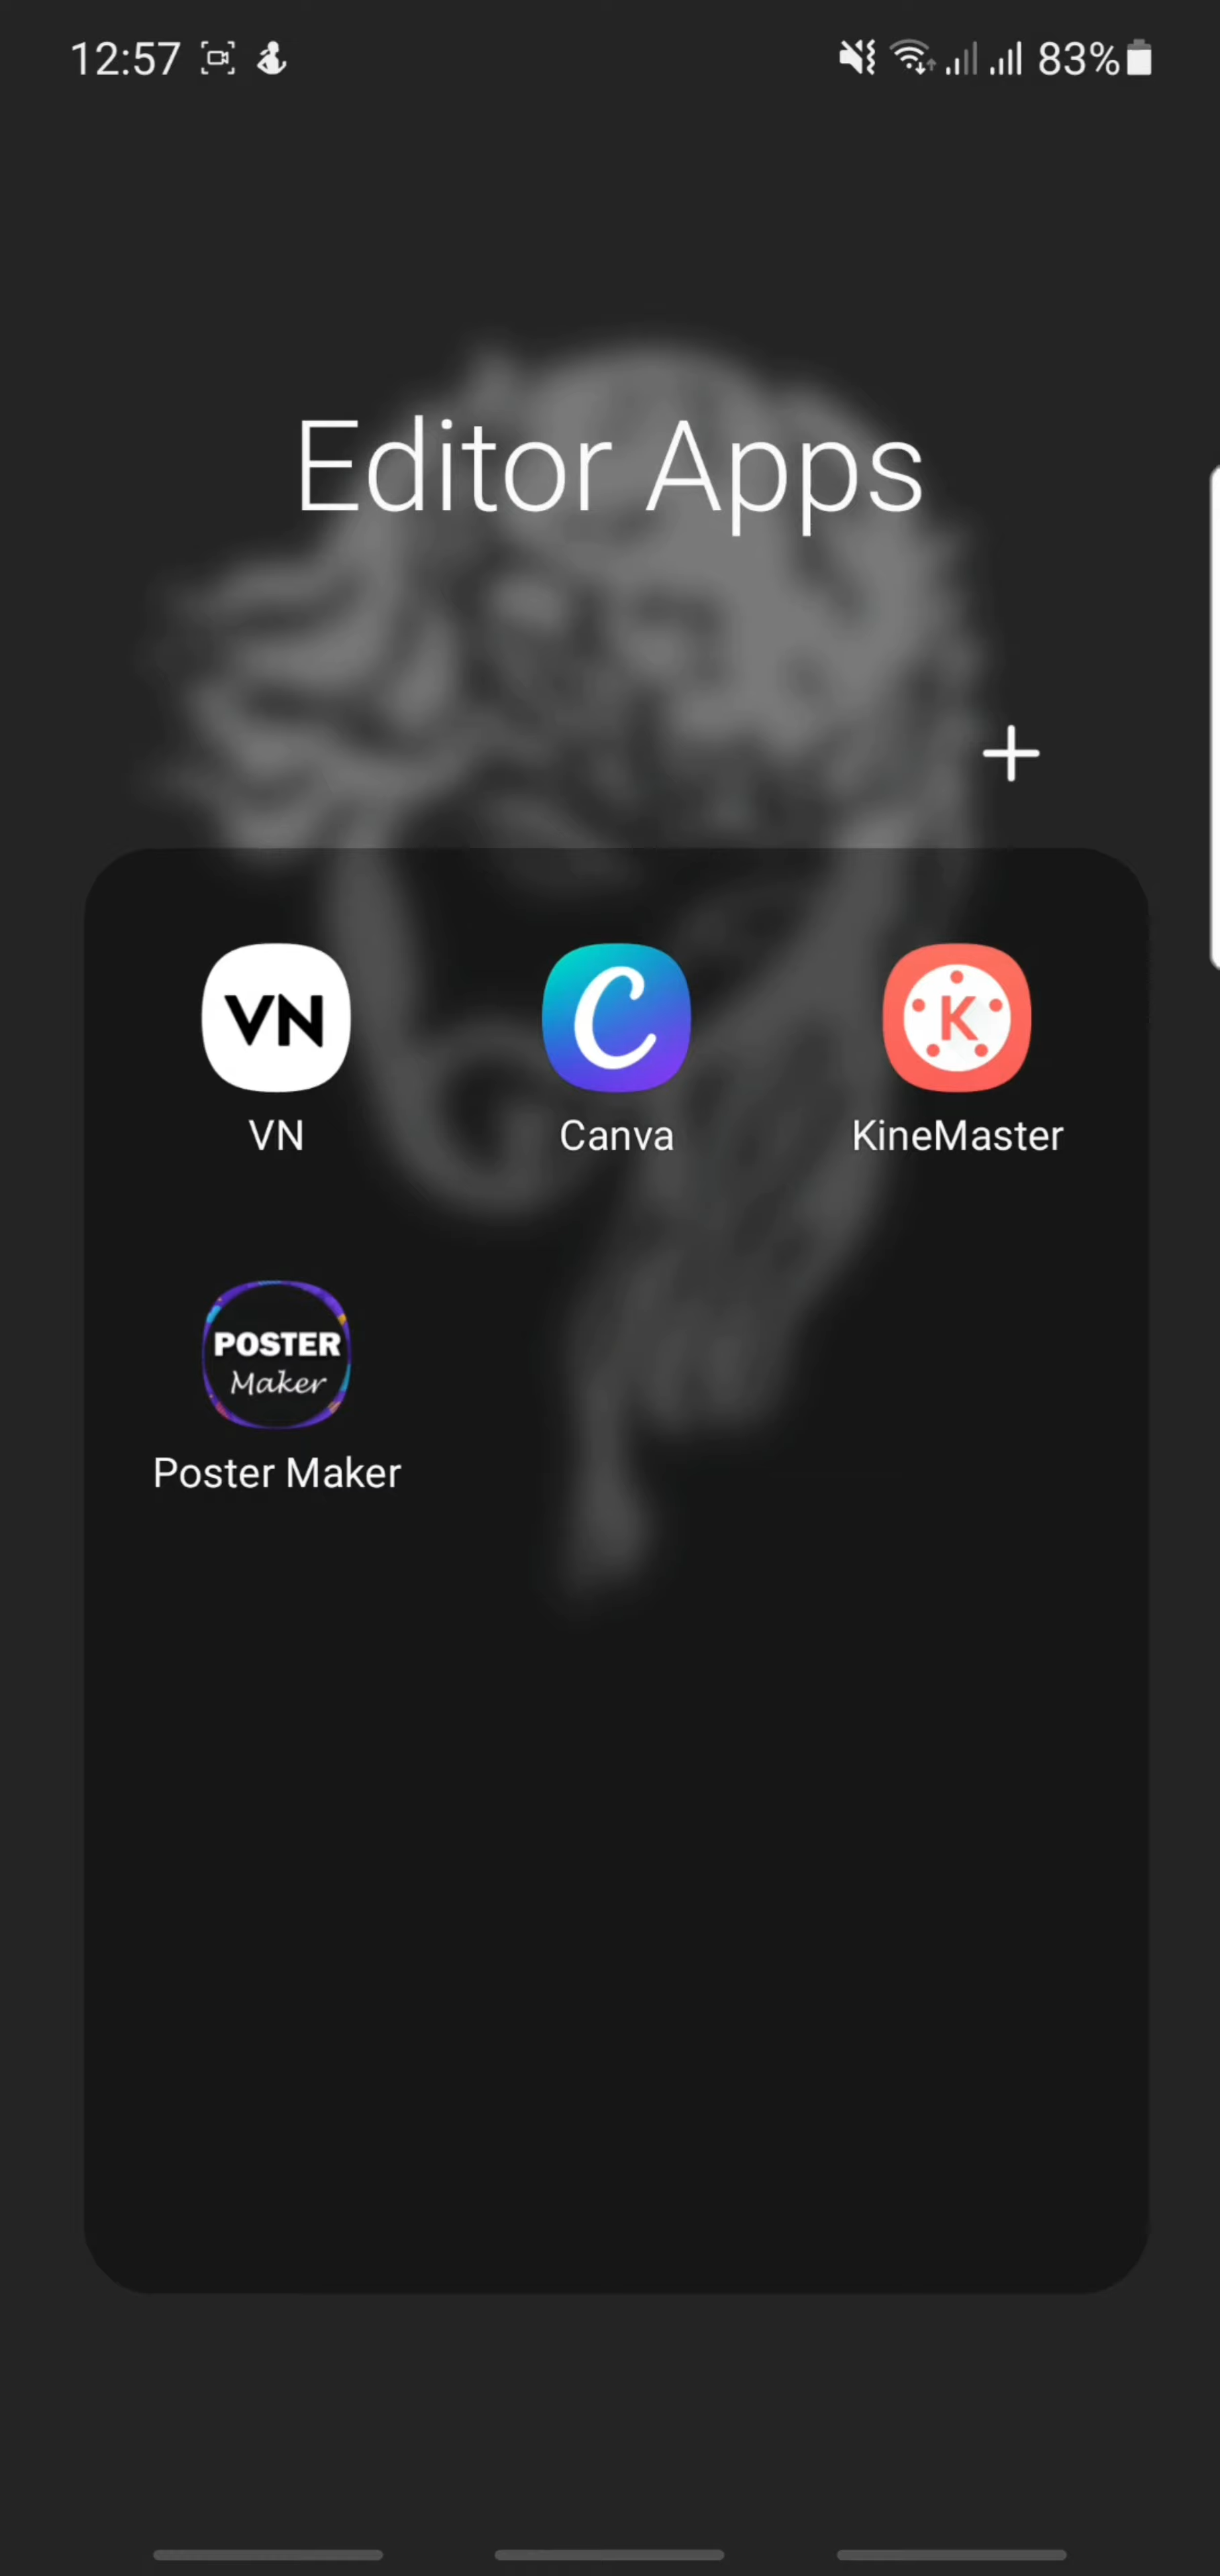 12:57 83%
Editor Apps
VN C K
VN Canva KineMaster
POSTER
Maker
Poster Maker